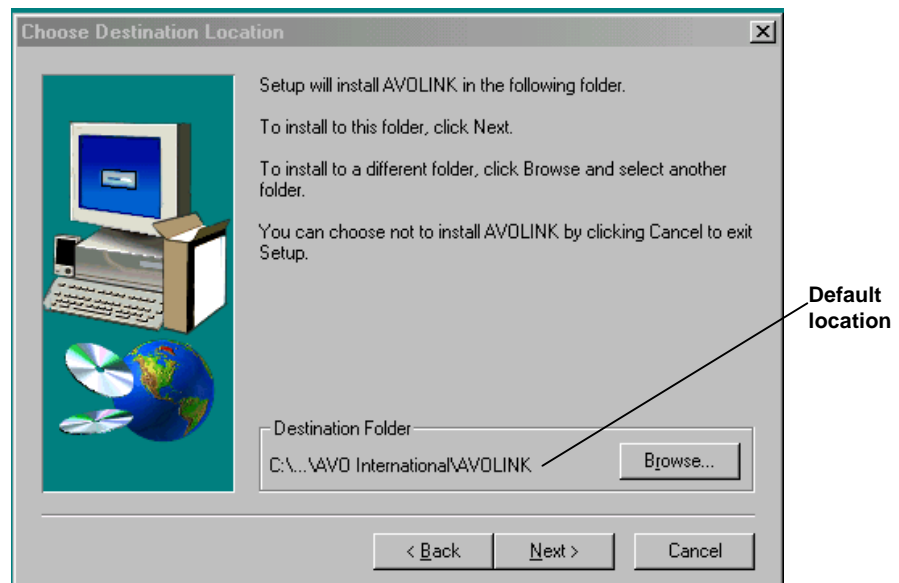 Choose Destination Location
Setup will install AVOLINK in the following folder.
To install to this folder, click Next.
To install to a different folder, click Browse and select another
folder.
You can choose not to install AVOLINK by clicking Cancel to exit
Setup.
Default
location
Destination Folder
C:\...\AVO International\AVOLINK
Browse...
< Back
Next >
Cancel